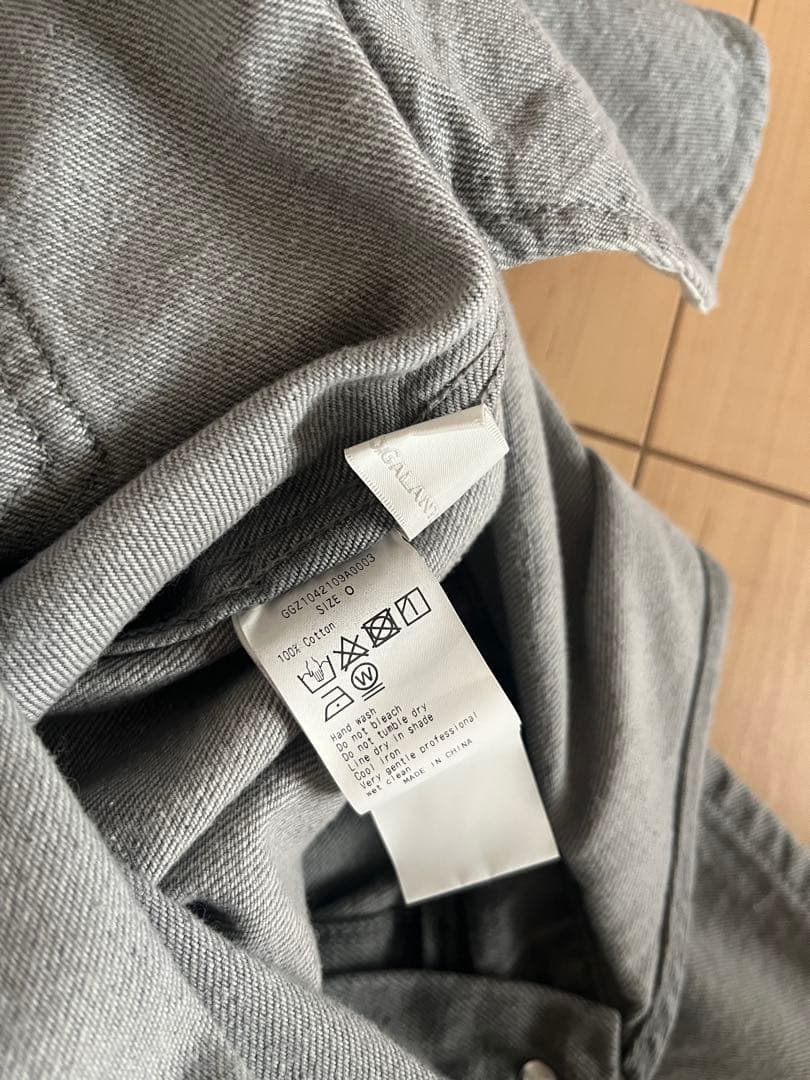 .GALAN
GGZ1042109A0003
SIZE 0
100% Cotton
W
Hand wash
Do not bleach
Do not tumble dry
Line dry in shade
Cool iron
Very gentle professional
wet clean
MADE IN CHINA